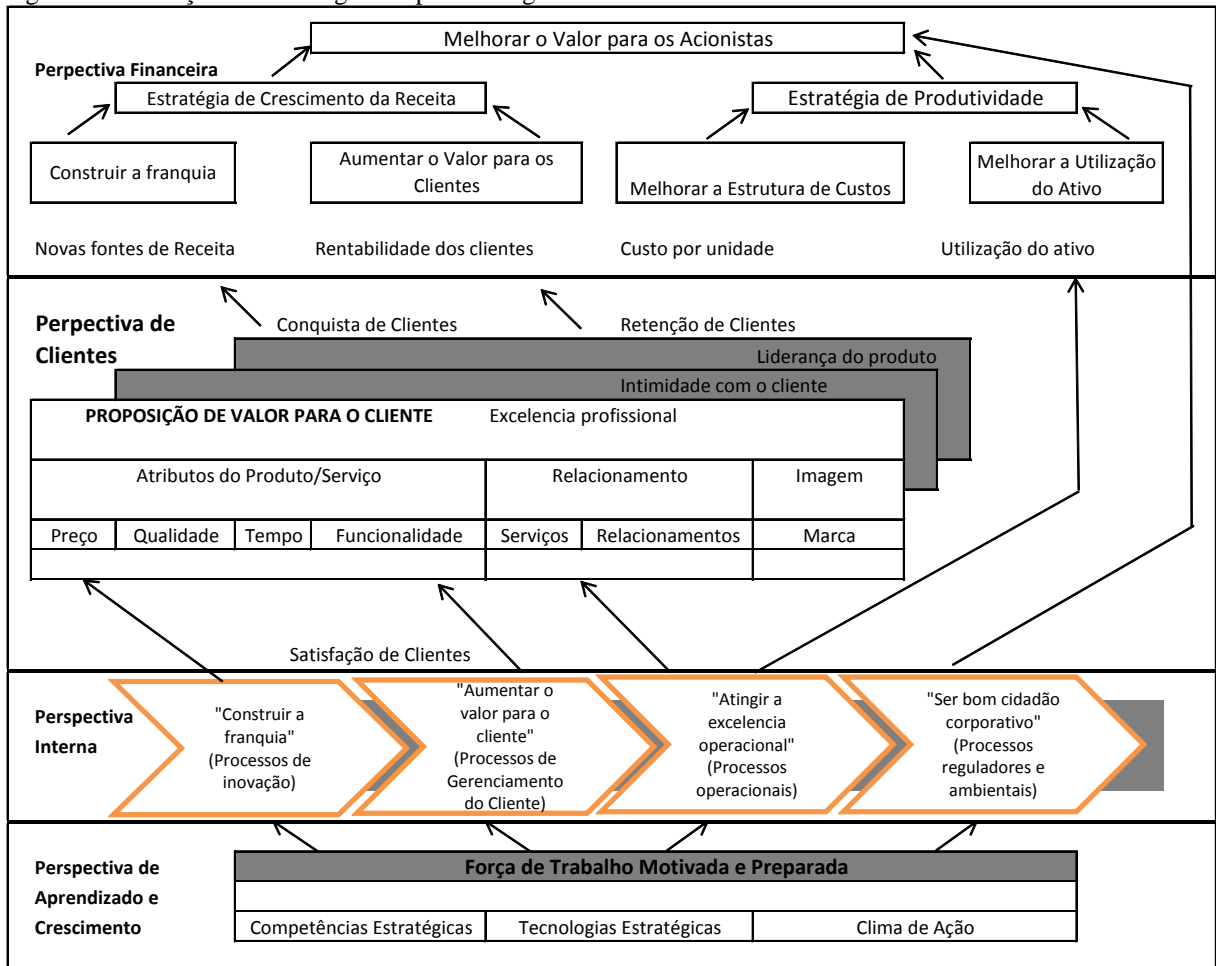 Melhorar o Valor para os Acionistas
Perpectiva Financeira
Estratégia de Crescimento da Receita
Estratégia de Produtividade
Construir a franquia
Aumentar o Valor para os
Clientes
Melhorar a Estrutura de Custos
Melhorar a Utilização
do Ativo
Novas fontes de Receita
Rentabilidade dos clientes
Custo por unidade
Utilização do ativo
Perpectiva de
Clientes
Conquista de Clientes
Retenção de Clientes
Liderança do produto
Intimidade com o cliente
PROPOSIÇÃO DE VALOR PARA O CLIENTE
Excelencia profissional
Atributos do Produto/Serviço
Relacionamento
Imagem
Preço
Qualidade
Tempo
Funcionalidade
Serviços
Relacionamentos
Marca
Satisfação de Clientes
Perspectiva
Interna
"Construir a
franquia"
(Processos de
inovação)
"Aumentar o
valor para o
cliente"
(Processos de
Gerenciamento
do Cliente)
"Atingir a
excelencia
operacional"
(Processos
operacionais)
"Ser bom cidadão
corporativo"
(Processos
reguladores e
ambientais)
Perspectiva de
Aprendizado e
Crescimento
Força de Trabalho Motivada e Preparada
Competências Estratégicas
Tecnologias Estratégicas
Clima de Ação